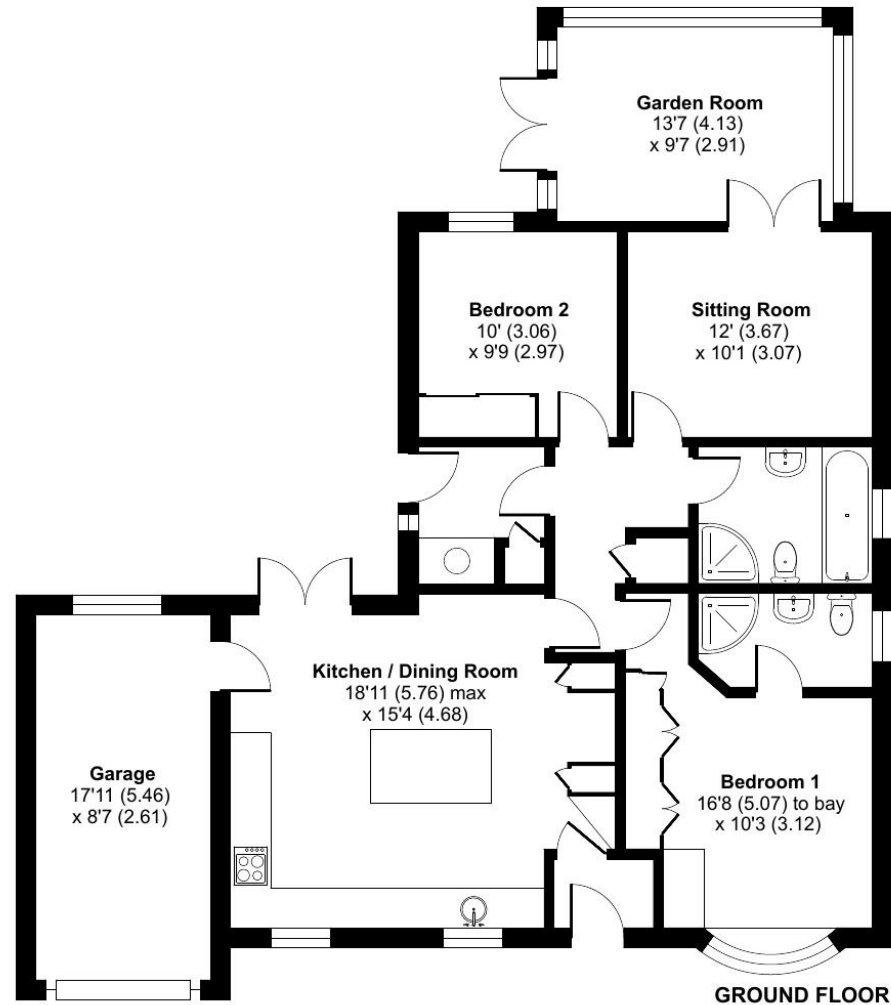 Garden Room
13'7 (4.13)
x 9'7 (2.91)
Bedroom 2
10' (3.06)
x 9'9 (2.97)
Sitting Room
12' (3.67)
x 10'1 (3.07)
Kitchen / Dining Room
18'11 (5.76) max
x 15'4 (4.68)
Garage
17'11 (5.46)
x 8'7 (2.61)
Bedroom 1
16'8 (5.07) to bay
x 10'3 (3.12)
GROUND FLOOR